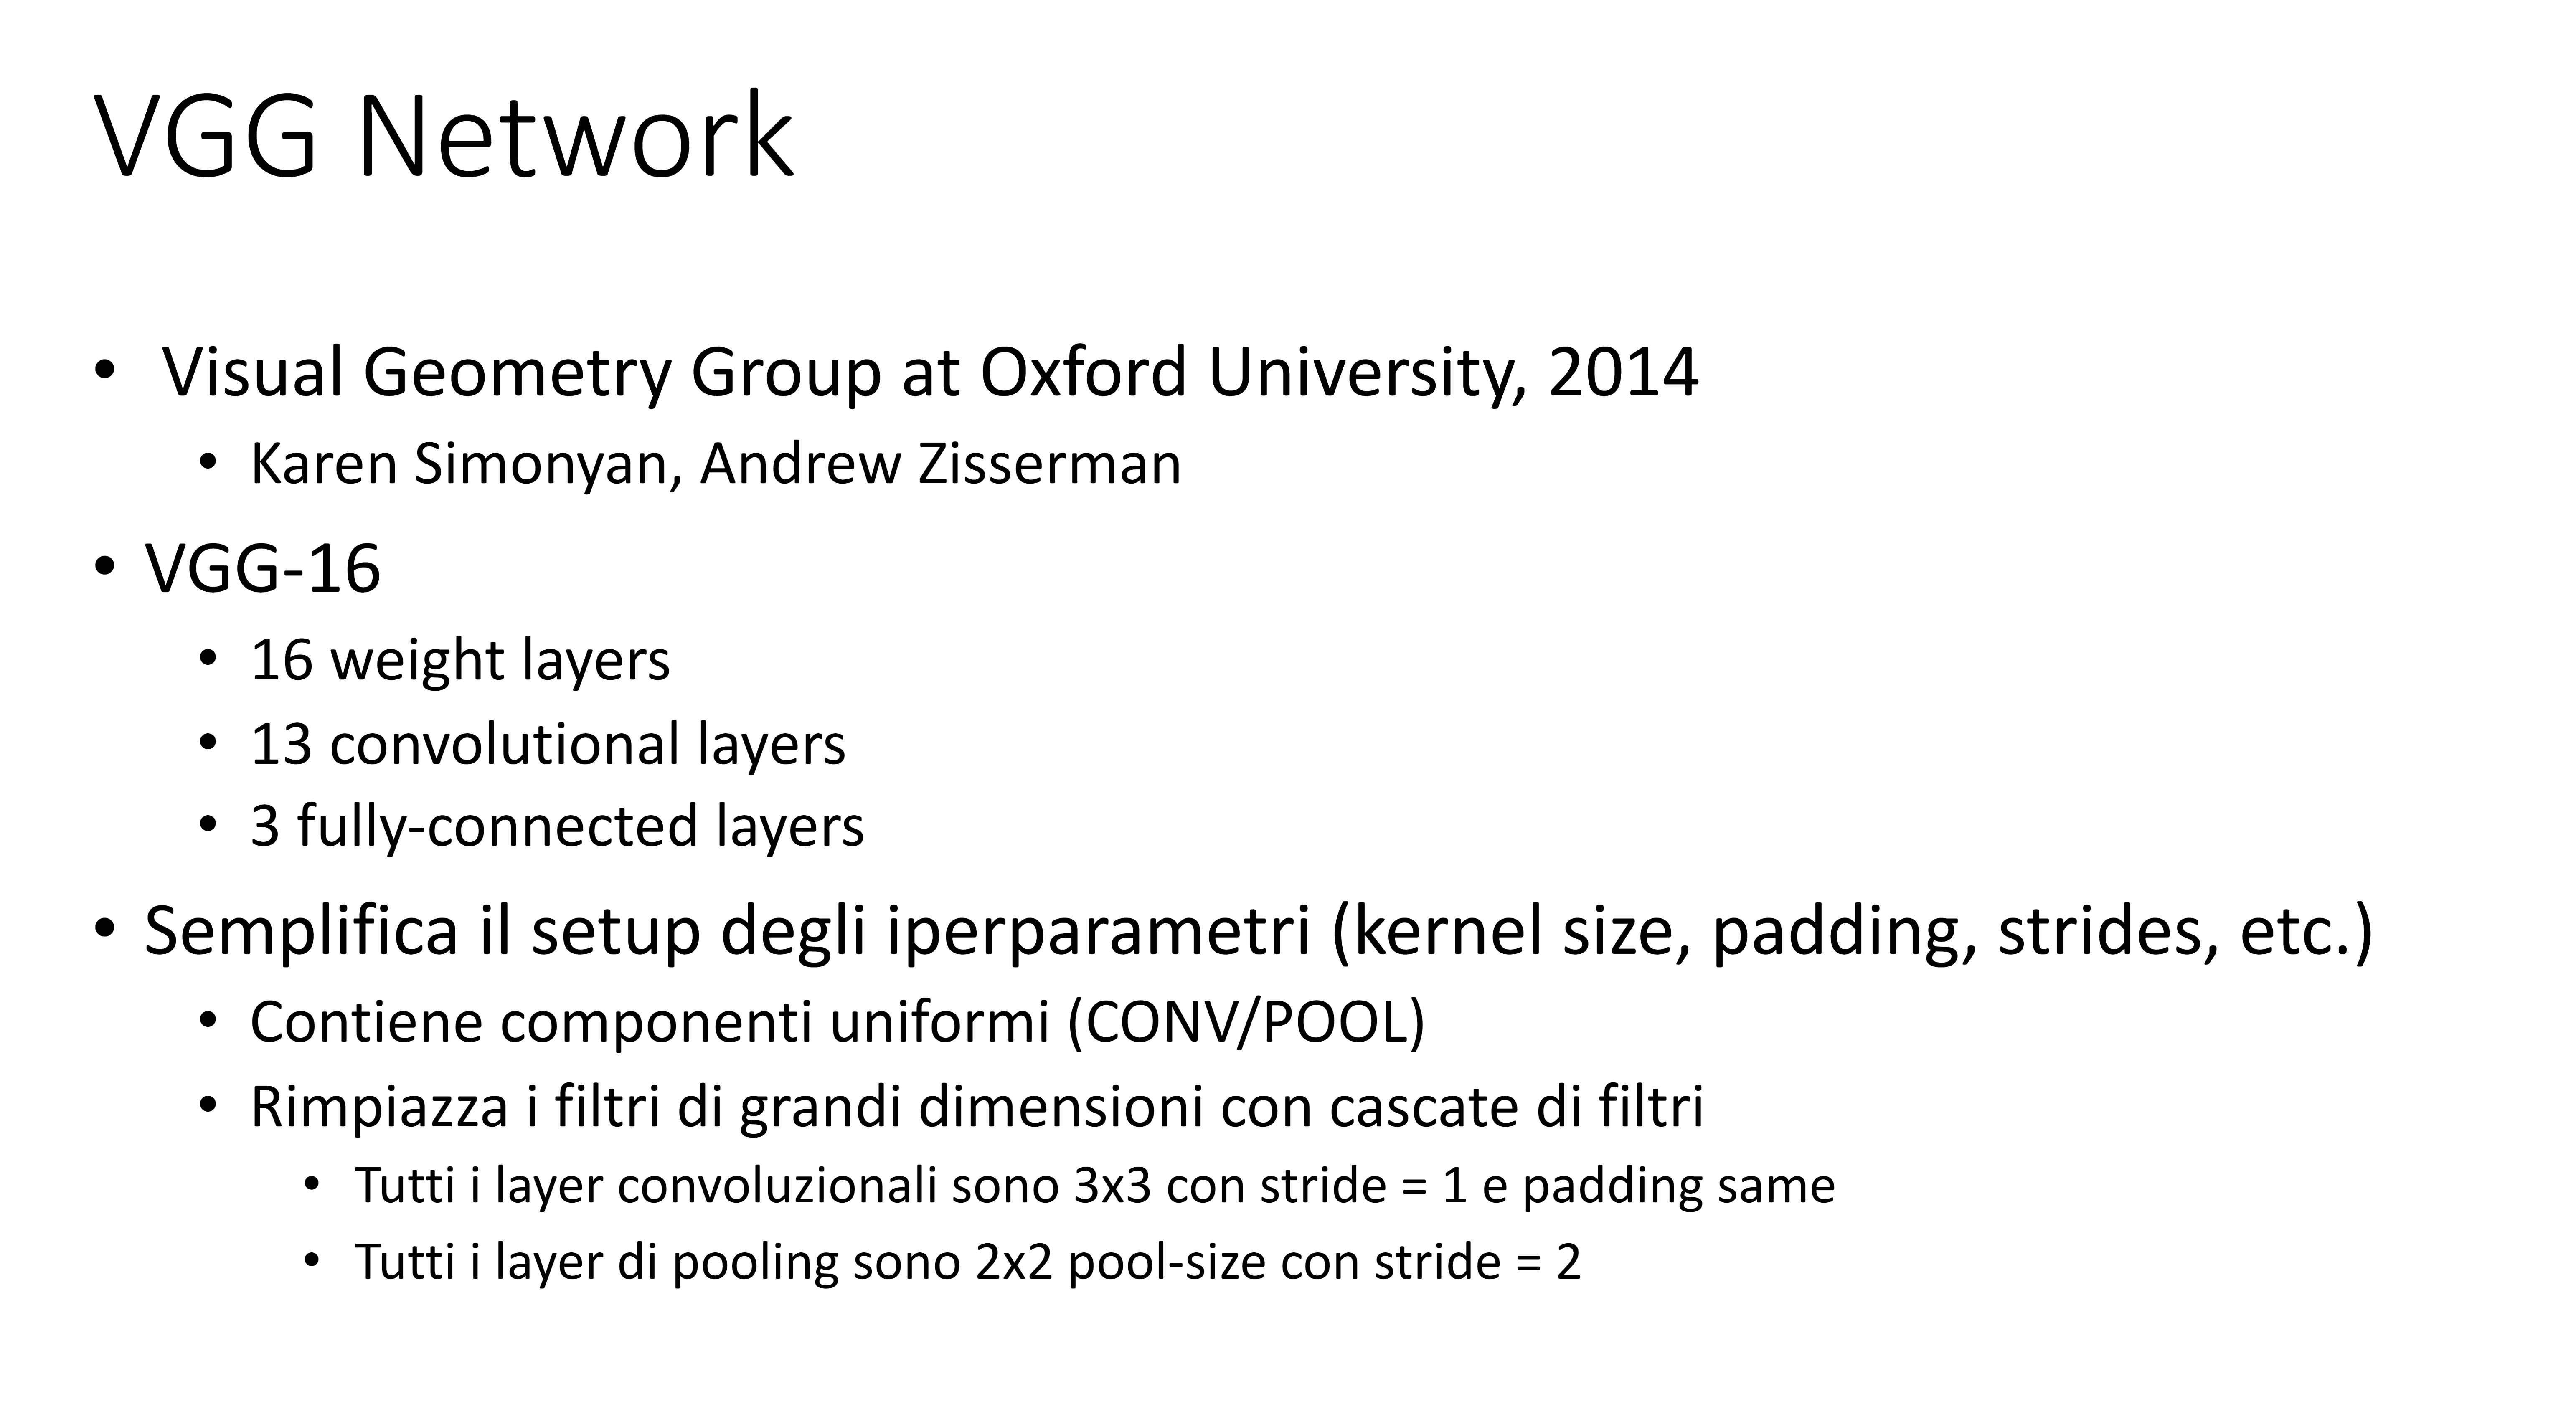 VGG Network
• Visual Geometry Group at Oxford University, 2014
• Karen Simonyan, Andrew Zisserman
• VGG-16
• 16 weight layers
• 13 convolutional layers
• 3 fully-connected layers
• Semplifica il setup degli iperparametri (kernel size, padding, strides, etc.)
• Contiene componenti uniformi (CONV/POOL)
• Rimpiazza i filtri di grandi dimensioni con cascate di filtri
• Tutti i layer convoluzionali sono 3x3 con stride = 1 e padding same
• Tutti i layer di pooling sono 2x2 pool-size con stride = 2